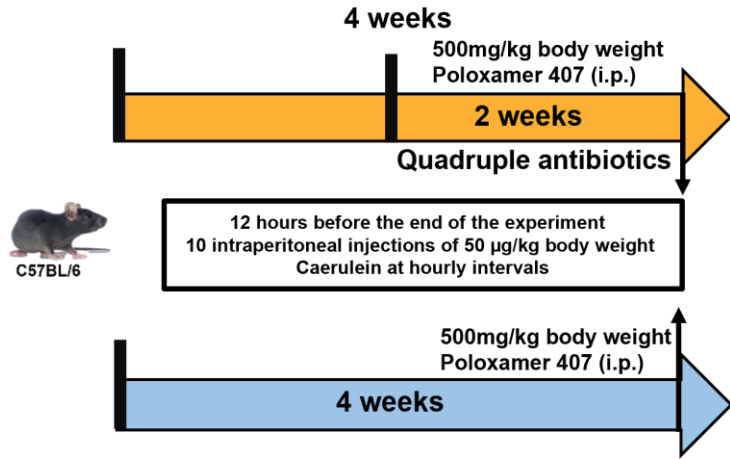 4 weeks
500mg/kg body weight
Poloxamer 407 (i.p.)
2 weeks
Quadruple antibiotics
12 hours before the end of the experiment
10 intraperitoneal injections of 50 µg/kg body weight
Caerulein at hourly intervals
C57BL/6
500mg/kg body weight
Poloxamer 407 (i.p.)
4 weeks